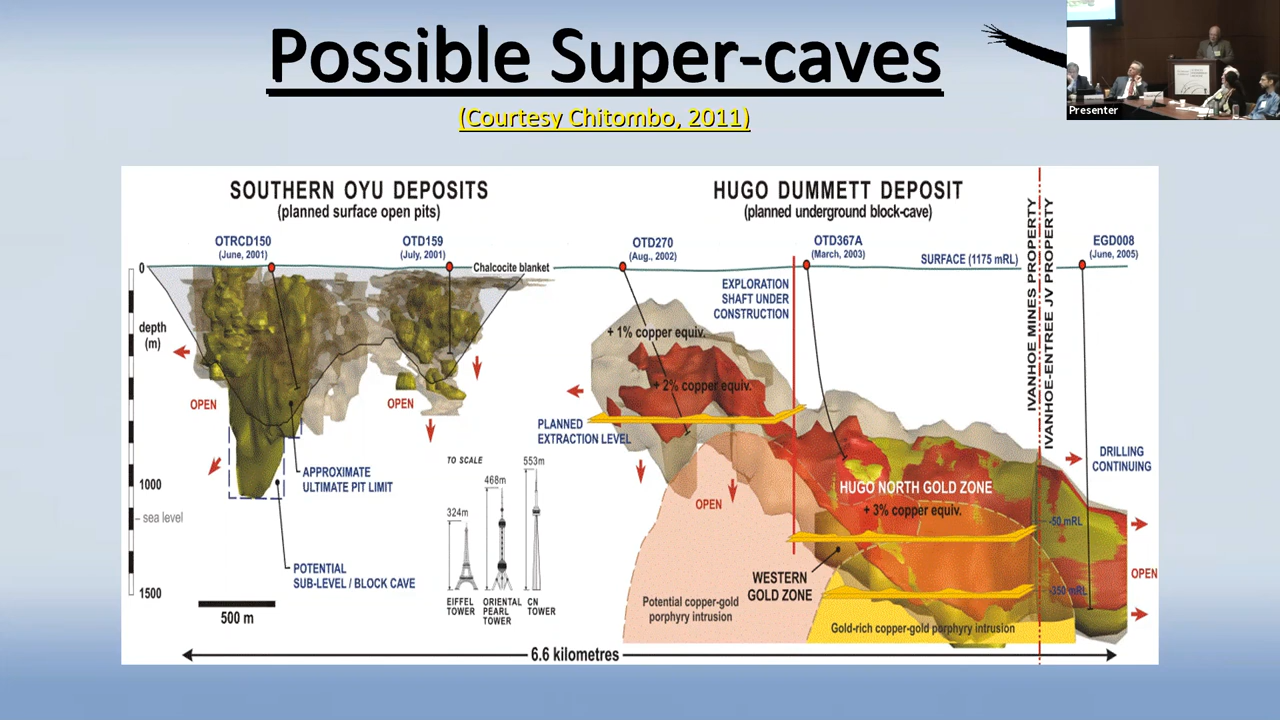 Possible Super-caves
(Courtesy Chitombo, 2011)
Presenter
SOUTHERN OYU DEPOSITS
(planned surface open pits)
HUGO DUMMETT DEPOSIT
(planned underground block-cave)
IVANHOE MINES PROPERTY
IVANHOE-ENTREE JV PROPERTY
OTRCD150
(June, 2001)
OTD159
(July, 2001)
OTD270
(Aug., 2002)
OTD367A
(March, 2003)
EGD008
(June, 2005)
0
Chalcocite blanket
SURFACE (1175 mRL)
EXPLORATION
SHAFT UNDER
CONSTRUCTION
depth
(m)
+ 1% copper equiv.
+ 2% copper equiv.
OPEN
OPEN
PLANNED
EXTRACTION LEVEL
DRILLING
CONTINUING
TO SCALE
553m
468m
324m
APPROXIMATE
ULTIMATE PIT LIMIT
1000
sea level
HUGO NORTH GOLD ZONE
+ 3% copper equiv.
OPEN
-50 mRL
POTENTIAL
SUB-LEVEL / BLOCK CAVE
OPEN
WESTERN
GOLD ZONE
-350 mRL
1500
EIFFEL
TOWER
ORIENTAL
PEARL
TOWER
CN
TOWER
500 m
Potential copper-gold
porphyry intrusion
Gold-rich copper-gold porphyry intrusion
6.6 kilometres